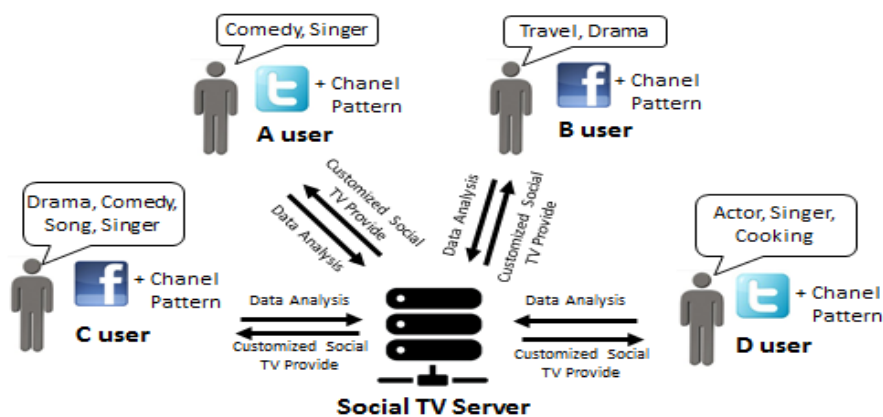 Comedy, Singer
+ Chanel
Pattern
A user
Travel, Drama
+ Chanel
Pattern
B user
Drama, Comedy,
Song, Singer
+ Chanel
Pattern
C user
Actor, Singer,
Cooking
+ Chanel
Pattern
D user
Customized Social
TV Provide
Data Analysis
Data Analysis
Customized Social
TV Provide
Data Analysis
Customized Social
TV Provide
Data Analysis
Customized Social
TV Provide
Social TV Server